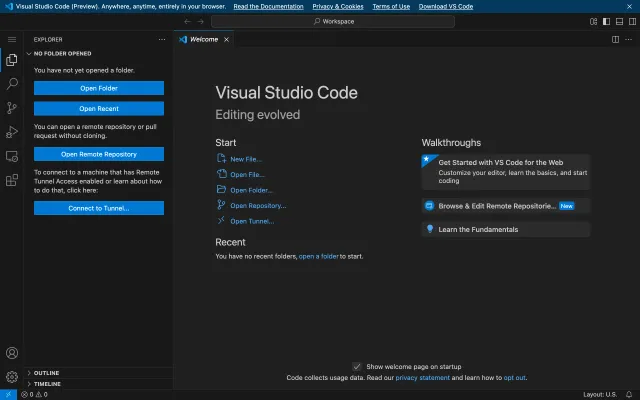 Visual Studio Code (Preview). Anywhere, anytime, entirely in your browser. Read the Documentation Privacy & Cookies Terms of Use Download VS Code
Workspace
EXPLORER
Welcome
NO FOLDER OPENED
You have not yet opened a folder.
Open Folder
Open Recent
You can open a remote repository or pull
request without cloning.
Open Remote Repository
To connect to a machine that has Remote
Tunnel Access enabled or learn about how
to do that, click here:
Connect to Tunnel...
OUTLINE
TIMELINE
Visual Studio Code
Editing evolved
Start
New File...
Open File...
Open Folder...
Open Repository...
Open Tunnel...
Recent
You have no recent folders, open a folder to start.
Walkthroughs
Get Started with VS Code for the Web
Customize your editor, learn the basics, and start
coding
Browse & Edit Remote Repositorie... New
Learn the Fundamentals
Show welcome page on startup
Code collects usage data. Read our privacy statement and learn how to opt out.
0 0
Layout: U.S.